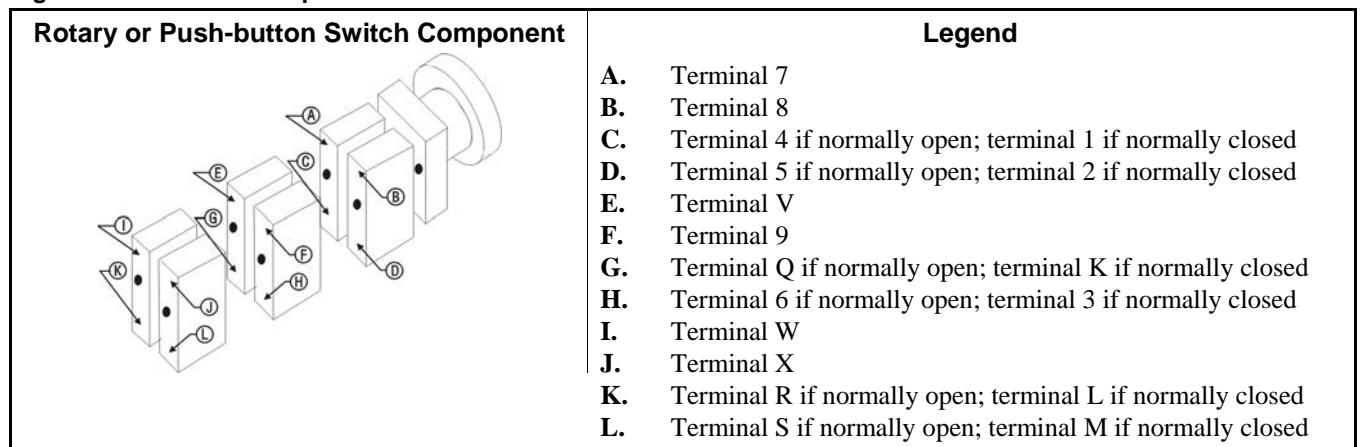 Rotary or Push-button Switch Component
Legend
A
B
C
D
E
F
G
H
I
J
K
L
A. Terminal 7
B. Terminal 8
C. Terminal 4 if normally open; terminal 1 if normally closed
D. Terminal 5 if normally open; terminal 2 if normally closed
E. Terminal V
F. Terminal 9
G. Terminal Q if normally open; terminal K if normally closed
H. Terminal 6 if normally open; terminal 3 if normally closed
I. Terminal W
J. Terminal X
K. Terminal R if normally open; terminal L if normally closed
L. Terminal S if normally open; terminal M if normally closed